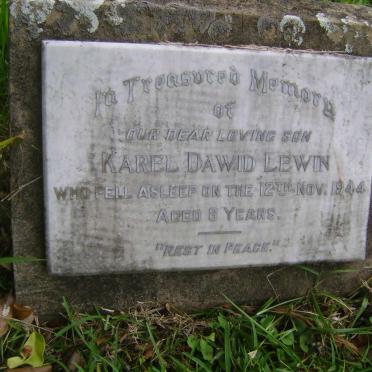 In Treasured Memory
of
OUR DEAR LOVING SON
KAREL DAWID LEWIN
WHO FELL ASLEEP ON THE 12TH NOV. 1944
AGED 8 YEARS.
"REST IN PEACE."